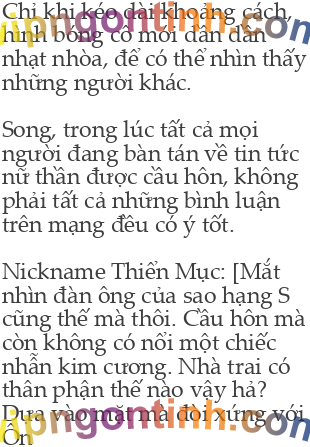 Chỉ khi kéo dài khoảng cách,
hình bóng cô mới dần dần
nhạt nhòa, để có thể nhìn thấy
những người khác.
Song, trong lúc tất cả mọi
người đang bàn tán về tin tức
nữ thần được cầu hôn, không
phải tất cả những bình luận
trên mạng đều có ý tốt.
Nickname Thiển Mục: [Mắt
nhìn đàn ông của sao hạng S
cũng thế mà thôi. Cầu hôn mà
còn không có nổi một chiếc
nhẫn kim cương. Nhà trai có
thân phận thế nào vậy hả?
Dựa vào mặt mà đòi xứng với
Ôn